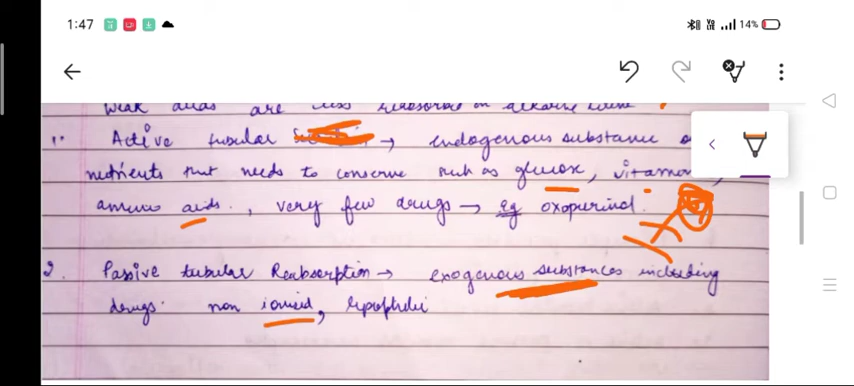 1:47
14%
weak acids are less reabsorbed in alkaline urine
1. Active tubular → endogenous substance
nutrients that needs to conserve such as glucose, vitamins,
amino acids, very few drugs → eg oxopurinol.
2. Passive tubular Reabsorption → exogenous substances including
drugs. non ionised, lipophilic